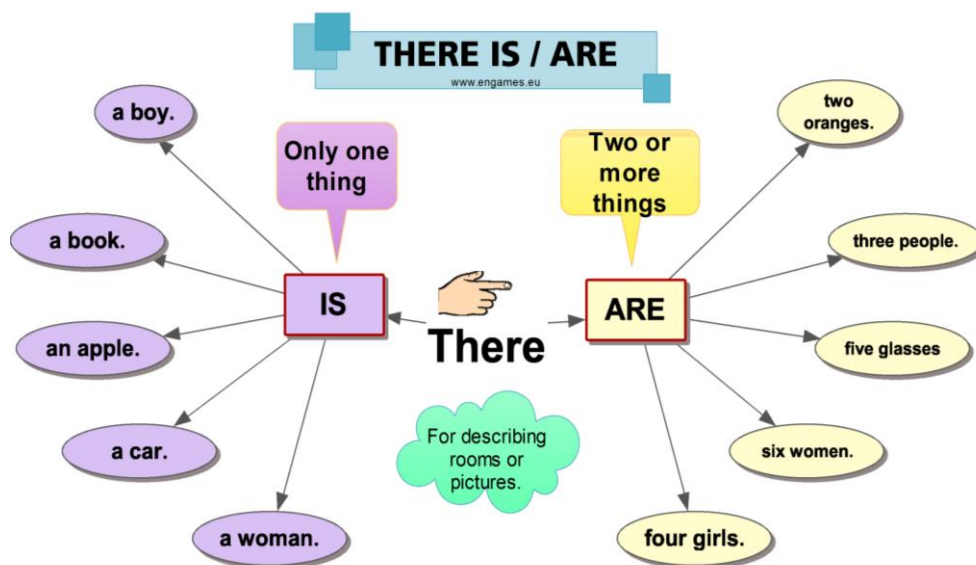 THERE IS / ARE
www.engames.eu
a boy.
a book.
an apple.
a car.
a woman.
Only one
thing
IS
There
For describing
rooms or
pictures.
Two or
more
things
ARE
two
oranges.
three people.
five glasses
six women.
four girls.